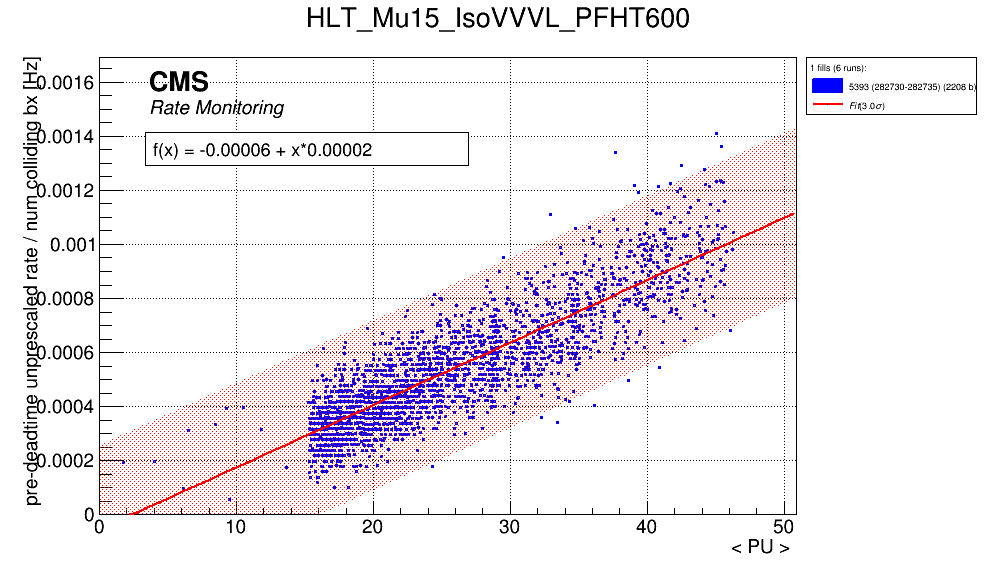 HLT_Mu15_IsoVVVL_PFHT600
pre-deadtime unprescaled rate / num colliding bx [Hz]
0.0016
0.0014
0.0012
0.001
0.0008
0.0006
0.0004
0.0002
0
CMS
Rate Monitoring
f(x) = -0.00006 + x*0.00002
0 10 20 30 40 50
< PU >
1 fills (6 runs):
5393 (282730-282735) (2208 b)
Fit(3.0σ)